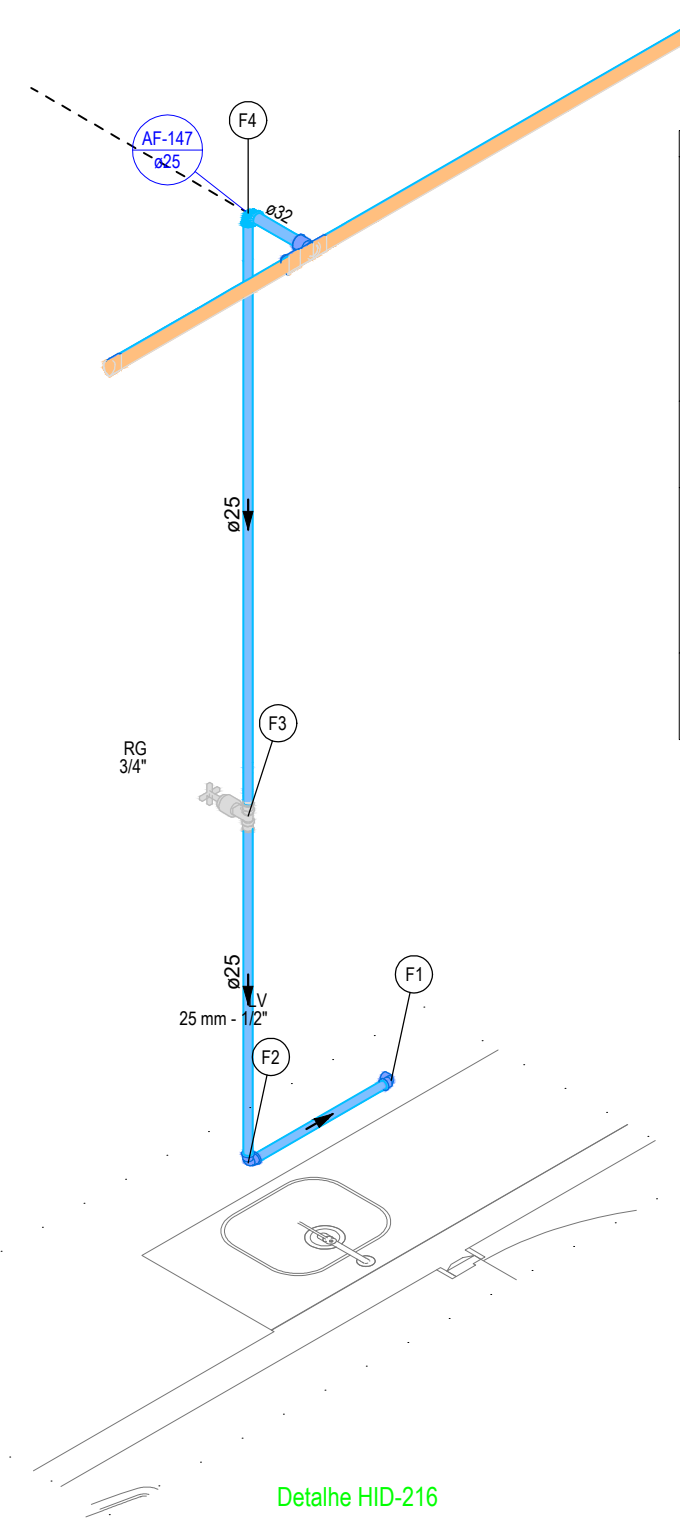 F4
AF-147
ø25
ø32
ø25
F3
RG
3/4"
ø25
F1
LV
25 mm - 1/2"
F2
Detalhe HID-216